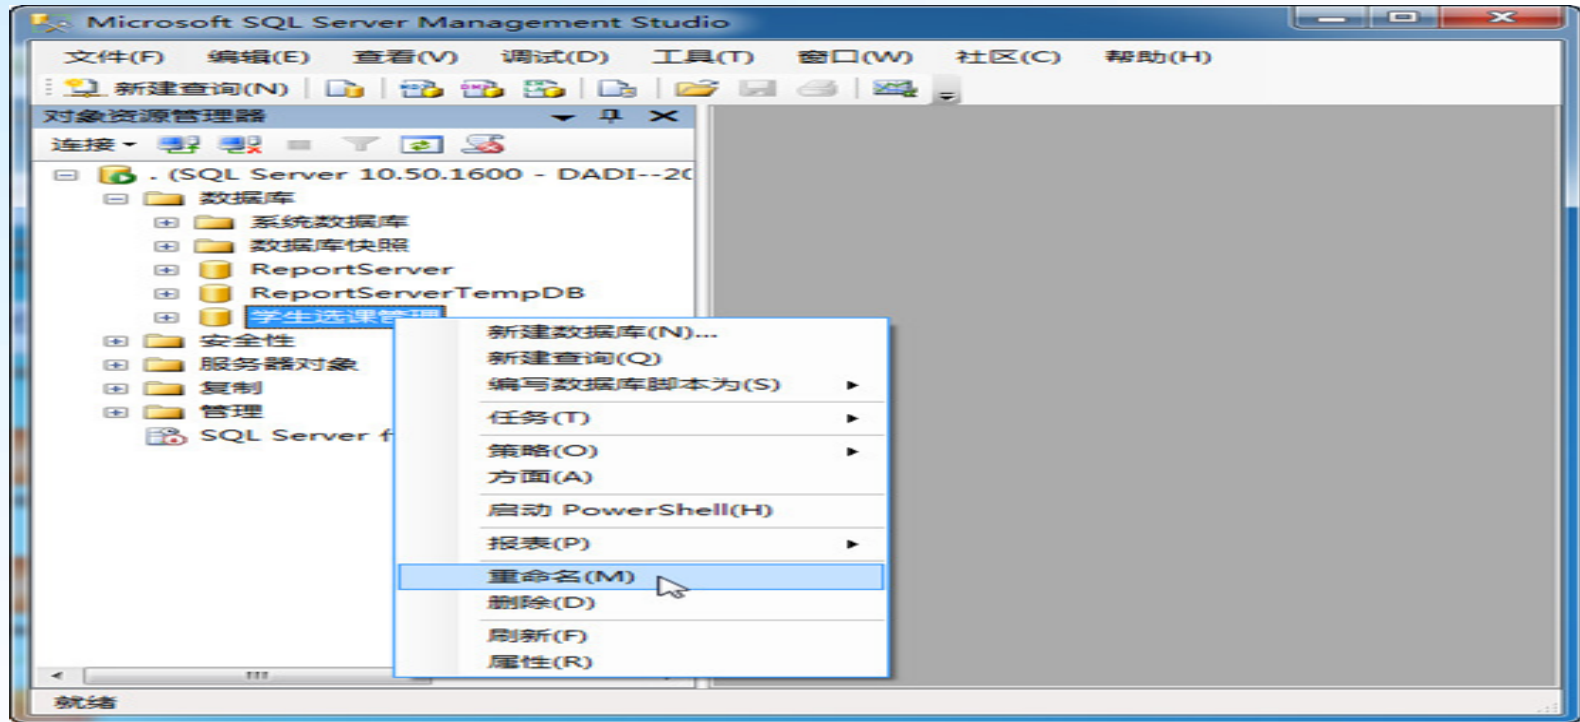 Microsoft SQL Server Management Studio
文件(F) 编辑(E) 查看(V) 调试(D) 工具(T) 窗口(W) 社区(C) 帮助(H)
新建查询(N)
对象资源管理器
连接
. (SQL Server 10.50.1600 - DADI--20
数据库
系统数据库
数据库快照
ReportServer
ReportServerTempDB
学生选课管理
安全性
服务器对象
复制
管理
SQL Server
新建数据库(N)...
新建查询(Q)
编写数据库脚本为(S)
任务(T)
策略(O)
方面(A)
启动 PowerShell(H)
报表(P)
重命名(M)
删除(D)
刷新(F)
属性(R)
就绪